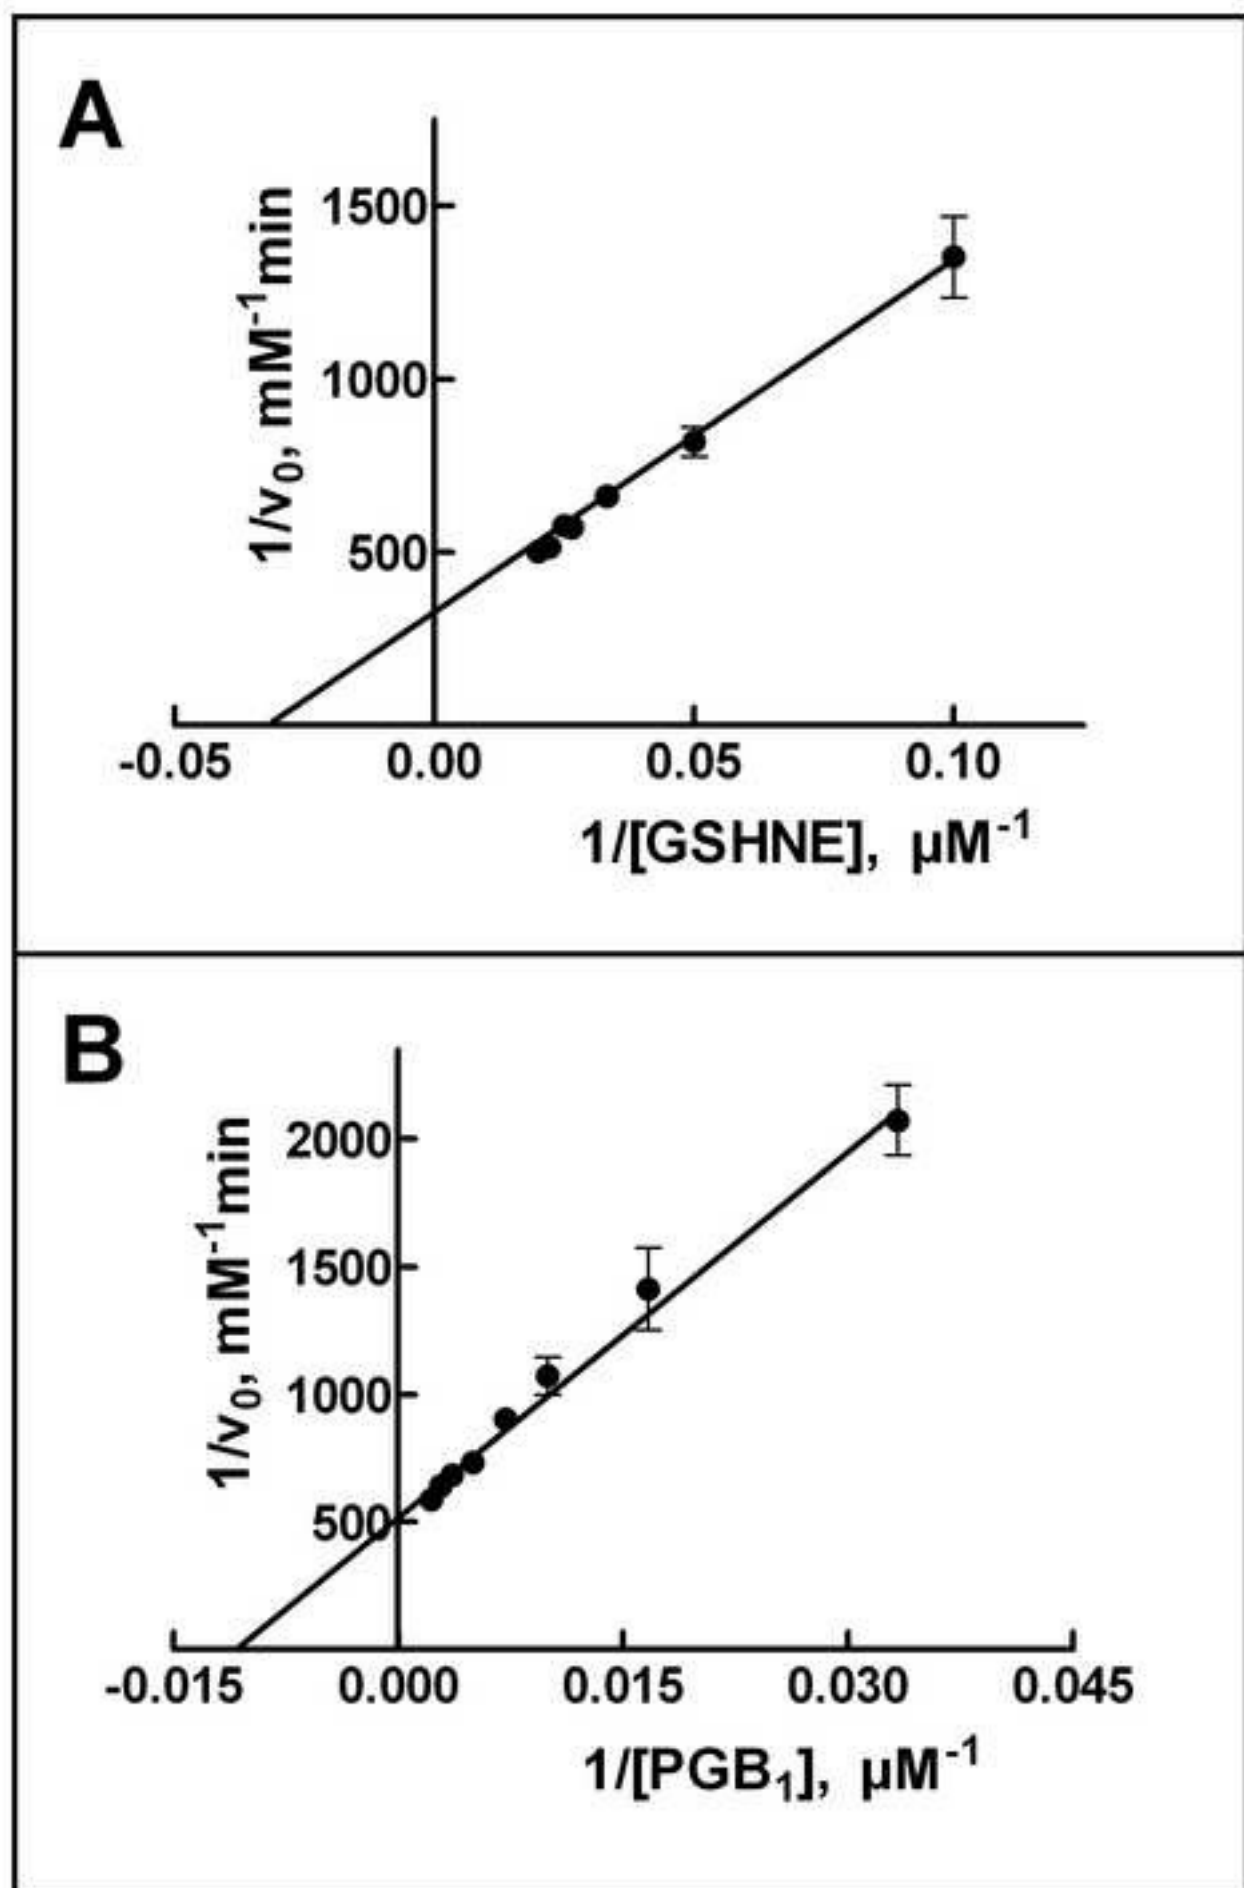 A
1/v₀, mM⁻¹min
1500
1000
500
-0.05 0.00 0.05 0.10
1/[GSHNE], µM⁻¹
B
1/v₀, mM⁻¹min
2000
1500
1000
500
-0.015 0.000 0.015 0.030 0.045
1/[PGB₁], µM⁻¹